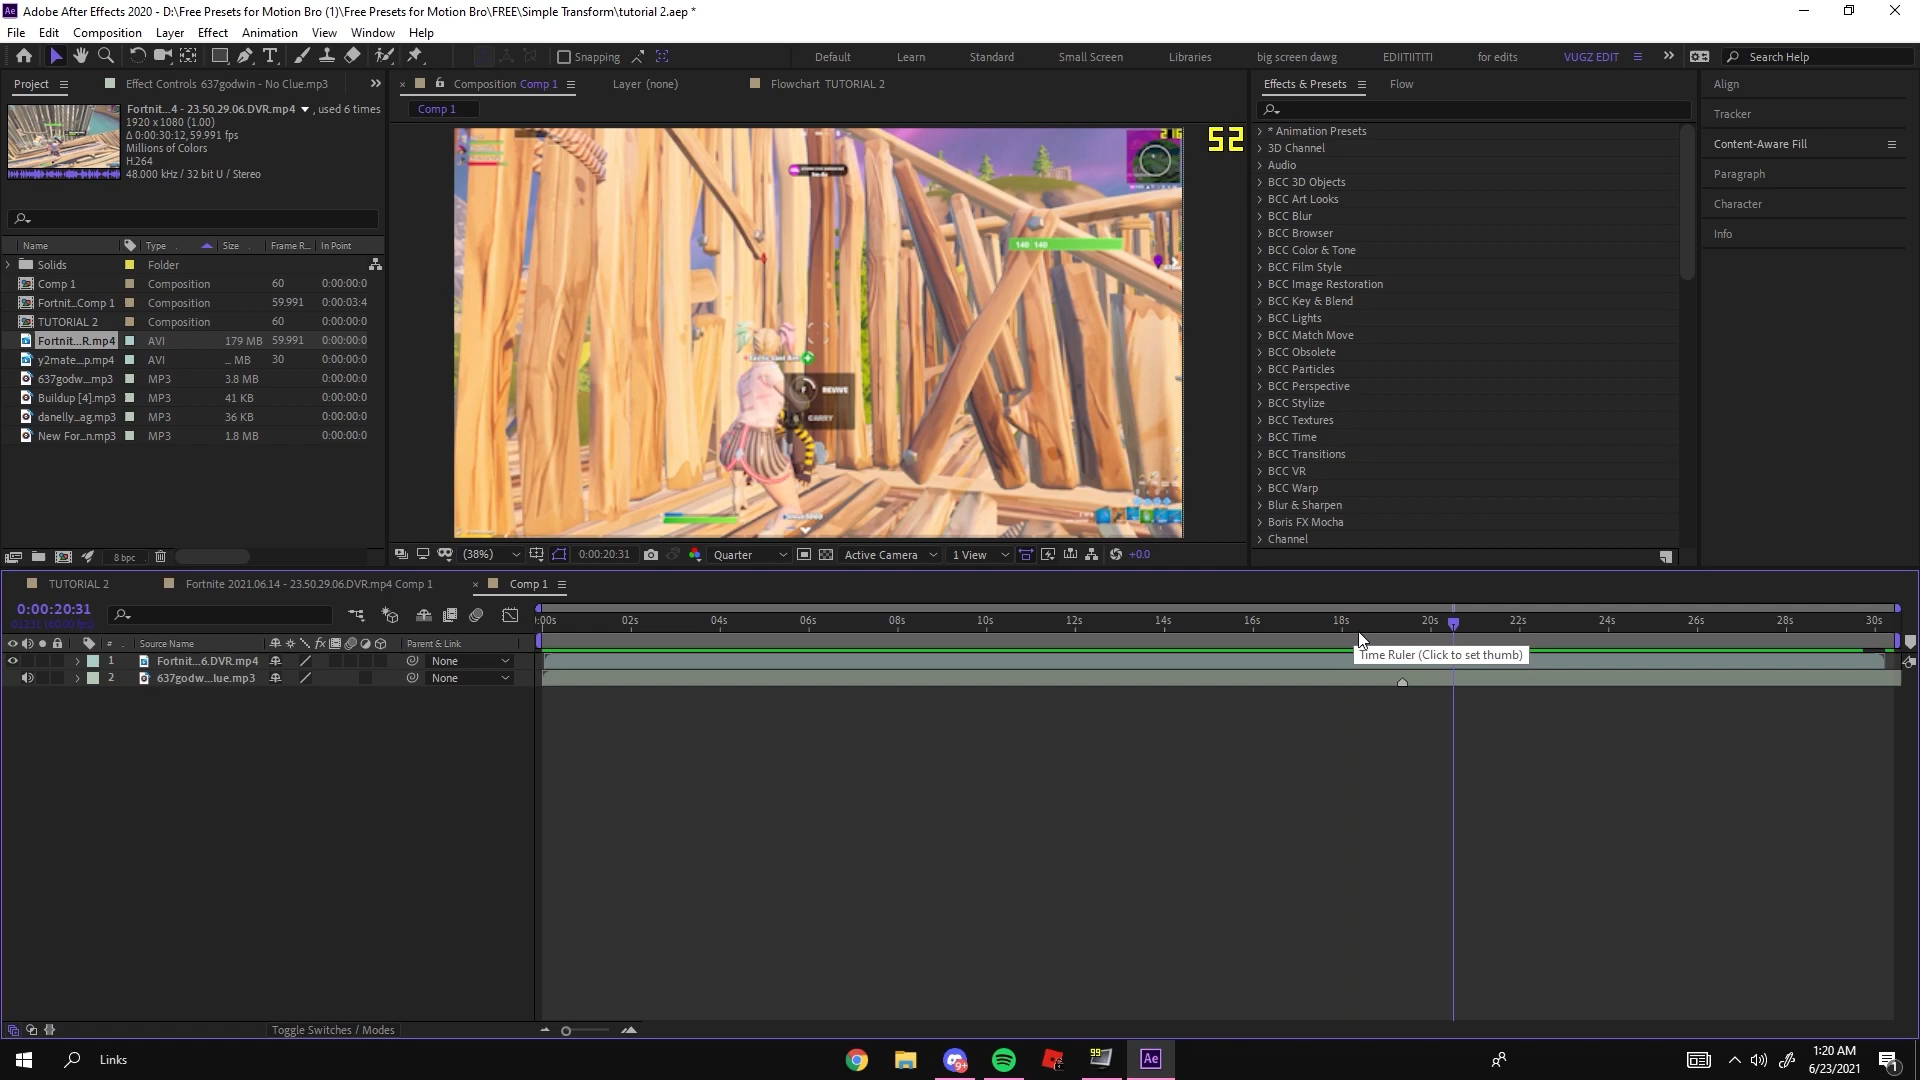 Adobe After Effects 2020 - D:\Free Presets for Motion Bro (1)\Free Presets for Motion Bro\FREE\Simple Transform\tutorial 2.aep *
File Edit Composition Layer Effect Animation View Window Help
Snapping
Default Learn Standard Small Screen Libraries big screen dawg EDIITIITITI for edits VUGZ EDIT
Search Help
Project
Effect Controls 637godwin - No Clue.mp3
Fortnit...4 - 23.50.29.06.DVR.mp4 , used 6 times
1920 x 1080 (1.00)
Δ 0:00:30:12, 59.991 fps
Millions of Colors
H.264
48.000 kHz / 32 bit U / Stereo
Name Type Size Frame R... In Point
Solids Folder
Comp 1 Composition 60 0:00:00:0
Fortnit...Comp 1 Composition 59.991 0:00:03:4
TUTORIAL 2 Composition 60 0:00:00:0
Fortnit...R.mp4 AVI 179 MB 59.991 0:00:00:0
y2mate....p.mp4 AVI ... MB 30 0:00:00:0
637godw...mp3 MP3 3.8 MB 0:00:00:0
Buildup [4].mp3 MP3 41 KB 0:00:00:0
danelly...ag.mp3 MP3 36 KB 0:00:00:0
New For...n.mp3 MP3 1.8 MB 0:00:00:0
8 bpc
Composition Comp 1
Layer (none)
Flowchart TUTORIAL 2
Comp 1
52
140 140
REVIVE
CARRY
(38%) 0:00:20:31 Quarter Active Camera 1 View +0.0
Effects & Presets
Flow
* Animation Presets
3D Channel
Audio
BCC 3D Objects
BCC Art Looks
BCC Blur
BCC Browser
BCC Color & Tone
BCC Film Style
BCC Image Restoration
BCC Key & Blend
BCC Lights
BCC Match Move
BCC Obsolete
BCC Particles
BCC Perspective
BCC Stylize
BCC Textures
BCC Time
BCC Transitions
BCC VR
BCC Warp
Blur & Sharpen
Boris FX Mocha
Channel
Align
Tracker
Content-Aware Fill
Paragraph
Character
Info
TUTORIAL 2
Fortnite 2021.06.14 - 23.50.29.06.DVR.mp4 Comp 1
Comp 1
0:00:20:31
01231 (60.00 fps)
:00s 02s 04s 06s 08s 10s 12s 14s 16s 18s 20s 22s 24s 26s 28s 30s
# Source Name fx Parent & Link
1 Fortnit...6.DVR.mp4 None
2 637godw...lue.mp3 None
Time Ruler (Click to set thumb)
Toggle Switches / Modes
Links
9+
99
Ae
1:20 AM
6/23/2021
1